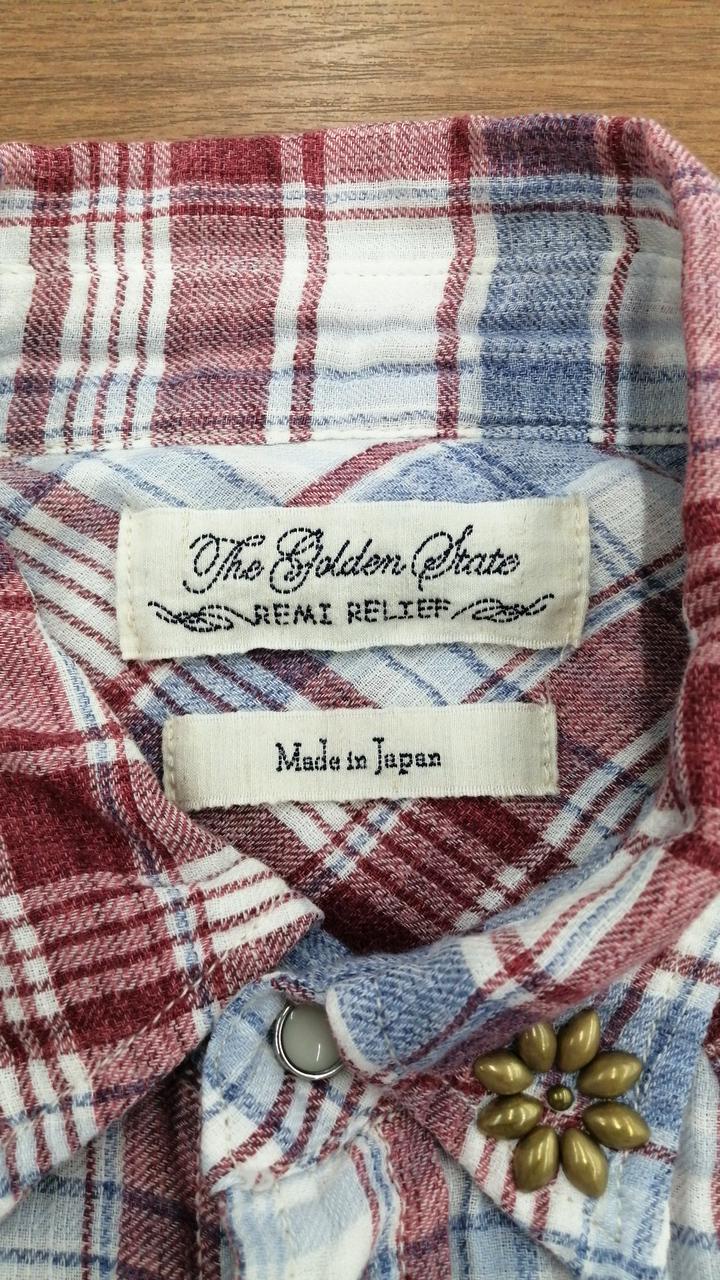 The Golden State
REMI RELIEF
Made in Japan